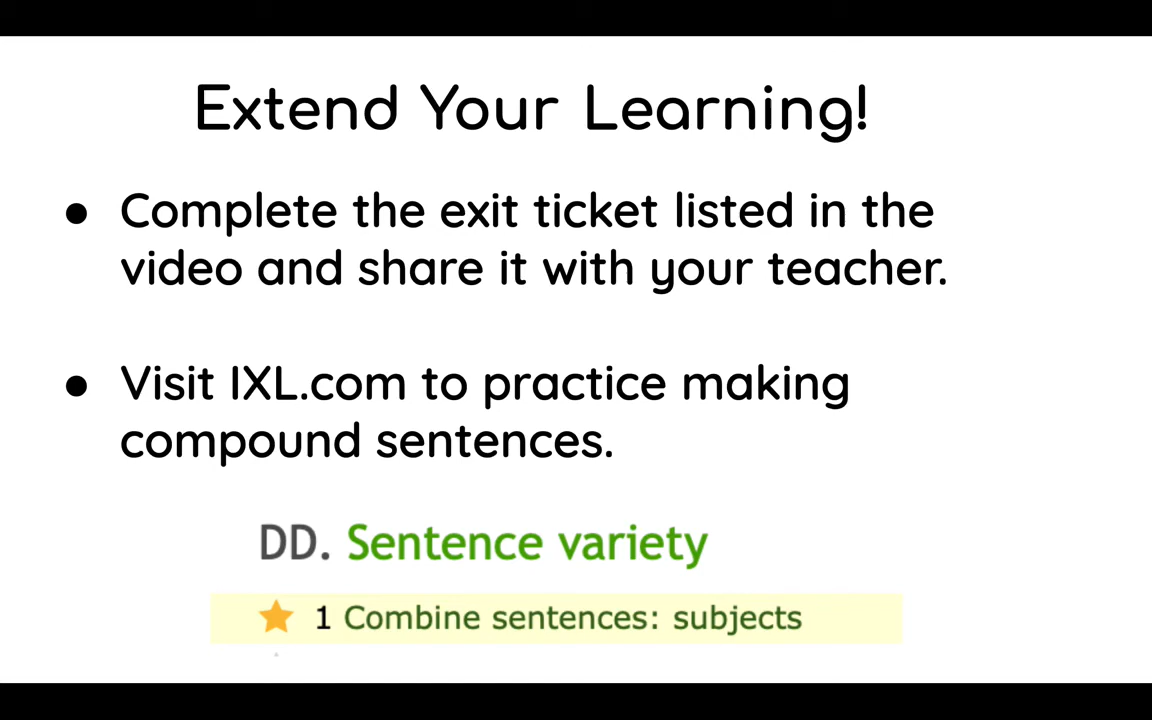 Extend Your Learning!
● Complete the exit ticket listed in the
video and share it with your teacher.
● Visit IXL.com to practice making
compound sentences.
DD. Sentence variety
1 Combine sentences: subjects